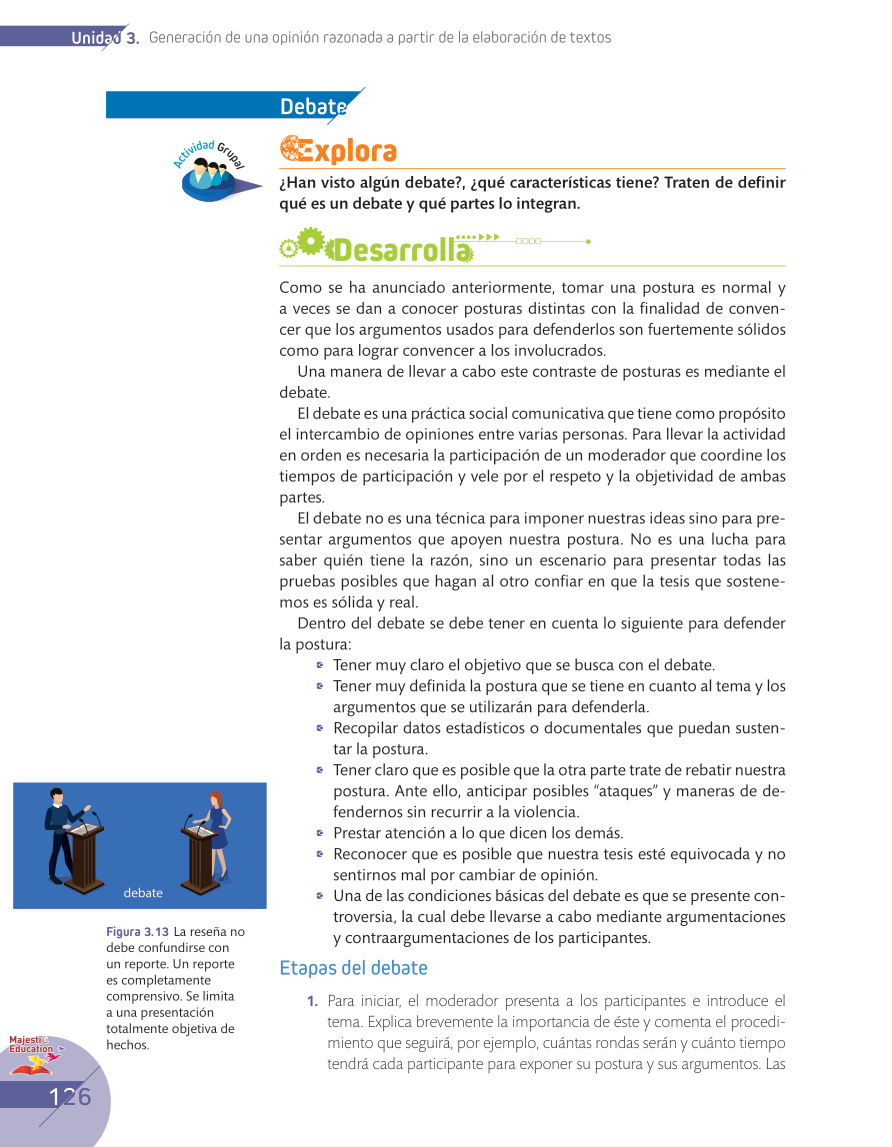 Unidad 3. Generación de una opinión razonada a partir de la elaboración de textos
Debate
Actividad Grupal
Explora
¿Han visto algún debate?, ¿qué características tiene? Traten de definir
qué es un debate y qué partes lo integran.
Desarrolla
Como se ha anunciado anteriormente, tomar una postura es normal y
a veces se dan a conocer posturas distintas con la finalidad de conven-
cer que los argumentos usados para defenderlos son fuertemente sólidos
como para lograr convencer a los involucrados.
Una manera de llevar a cabo este contraste de posturas es mediante el
debate.
El debate es una práctica social comunicativa que tiene como propósito
el intercambio de opiniones entre varias personas. Para llevar la actividad
en orden es necesaria la participación de un moderador que coordine los
tiempos de participación y vele por el respeto y la objetividad de ambas
partes.
El debate no es una técnica para imponer nuestras ideas sino para pre-
sentar argumentos que apoyen nuestra postura. No es una lucha para
saber quién tiene la razón, sino un escenario para presentar todas las
pruebas posibles que hagan al otro confiar en que la tesis que sostene-
mos es sólida y real.
Dentro del debate se debe tener en cuenta lo siguiente para defender
la postura:
Tener muy claro el objetivo que se busca con el debate.
Tener muy definida la postura que se tiene en cuanto al tema y los
argumentos que se utilizarán para defenderla.
Recopilar datos estadísticos o documentales que puedan susten-
tar la postura.
Tener claro que es posible que la otra parte trate de rebatir nuestra
postura. Ante ello, anticipar posibles “ataques” y maneras de de-
fendernos sin recurrir a la violencia.
Prestar atención a lo que dicen los demás.
Reconocer que es posible que nuestra tesis esté equivocada y no
sentirnos mal por cambiar de opinión.
Una de las condiciones básicas del debate es que se presente con-
troversia, la cual debe llevarse a cabo mediante argumentaciones
y contraargumentaciones de los participantes.
debate
Figura 3.13 La reseña no
debe confundirse con
un reporte. Un reporte
es completamente
comprensivo. Se limita
a una presentación
totalmente objetiva de
hechos.
Etapas del debate
1. Para iniciar, el moderador presenta a los participantes e introduce el
tema. Explica brevemente la importancia de éste y comenta el procedi-
miento que seguirá, por ejemplo, cuántas rondas serán y cuánto tiempo
tendrá cada participante para exponer su postura y sus argumentos. Las
Majestic
Education
126